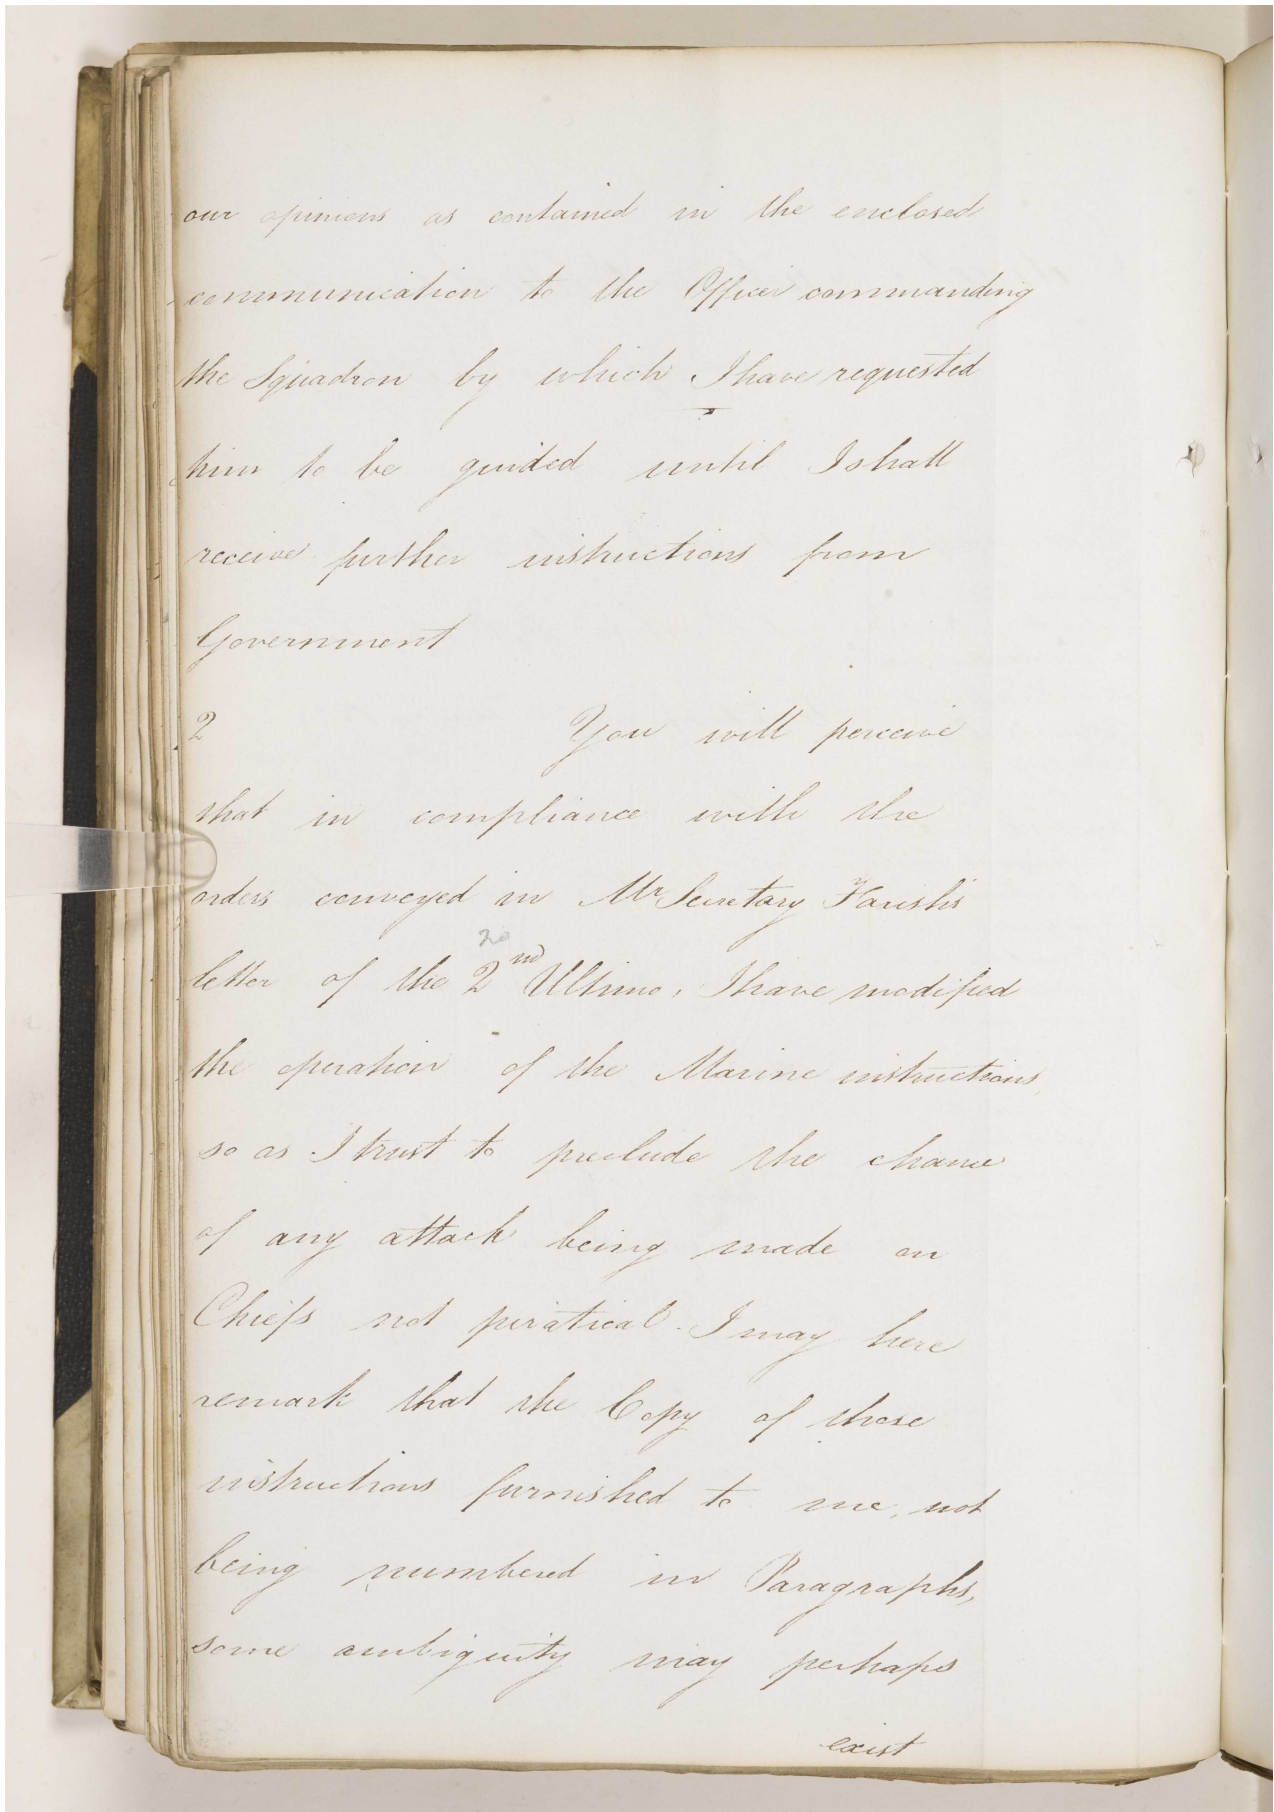 our opinions as contained in the enclosed
communication to the Officer commanding
the Squadron by which I have requested
him to be guided until I shall
receive further instructions from
Government
2 You will perceive
that in compliance with the
orders conveyed in Mr Secretary Farish's
letter of the 2nd Ultimo, I have modified
the operation of the Marine instructions,
so as I trust to preclude the chance
of any attack being made on
Chiefs not piratical. I may here
remark that the Copy of those
instructions furnished to me, not
being numbered in Paragraphs,
some ambiguity may perhaps
exist